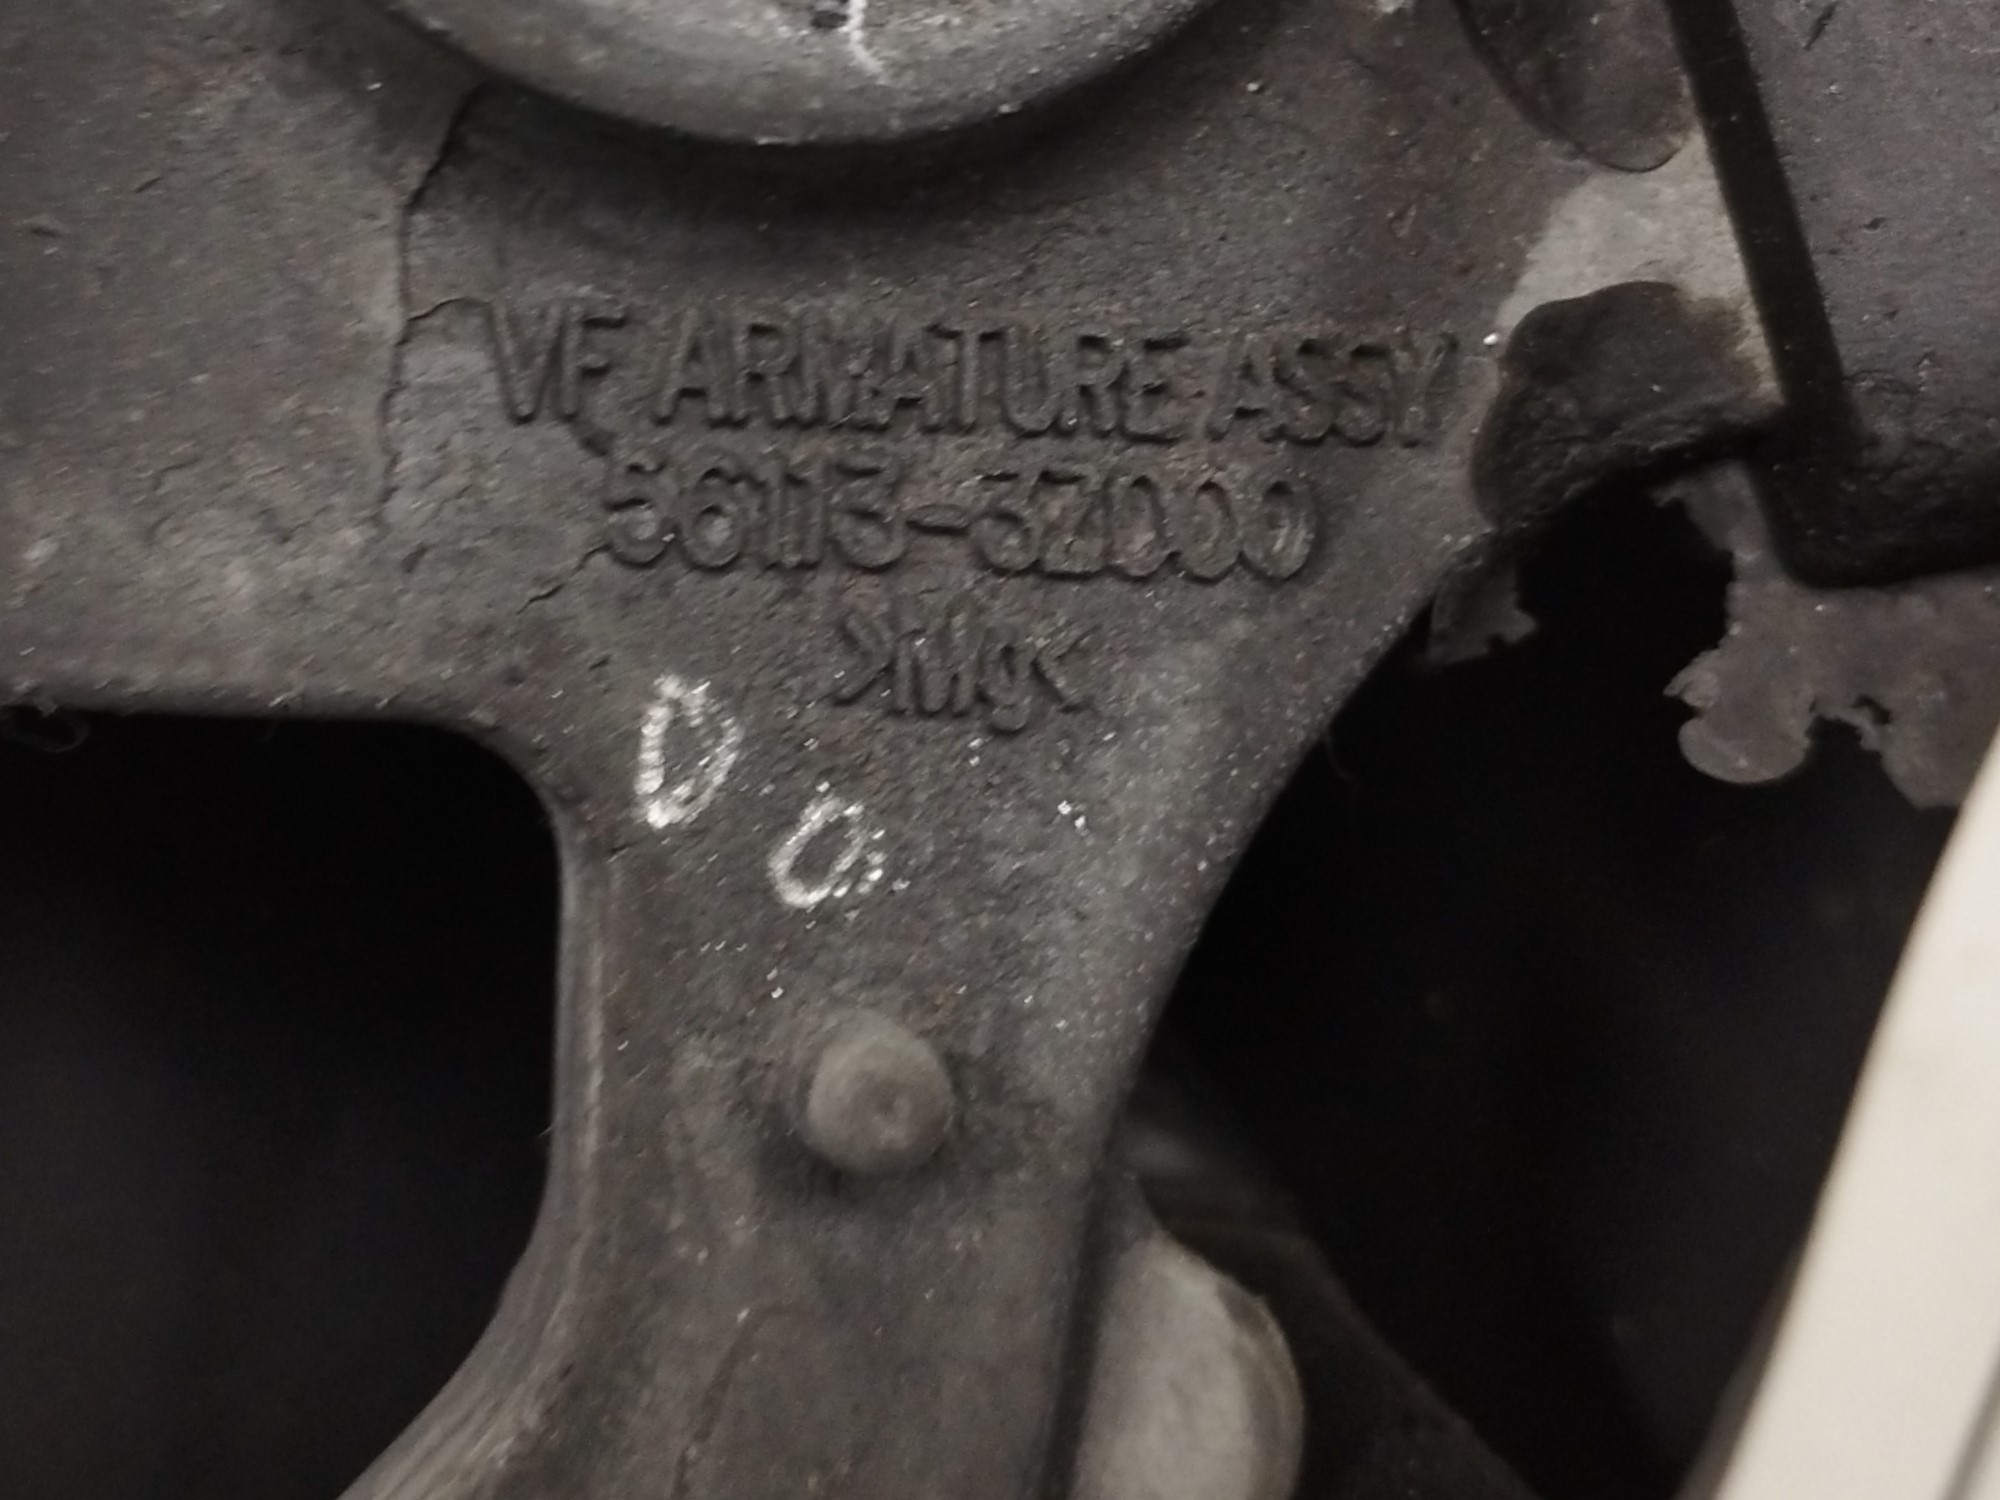 VF ARMATURE ASSY
56113-3Z000
>Mg<